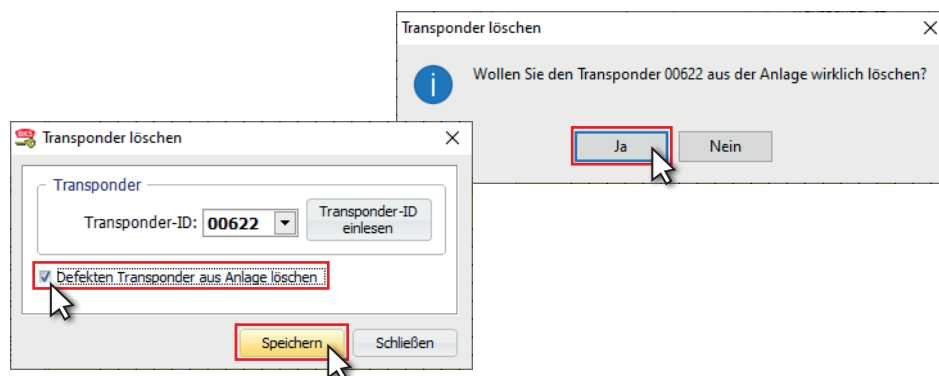 Transponder löschen
Wollen Sie den Transponder 00622 aus der Anlage wirklich löschen?
Ja
Nein
BKS
Transponder löschen
Transponder
Transponder-ID:
00622
Transponder-ID
einlesen
Defekten Transponder aus Anlage löschen
Speichern
Schließen